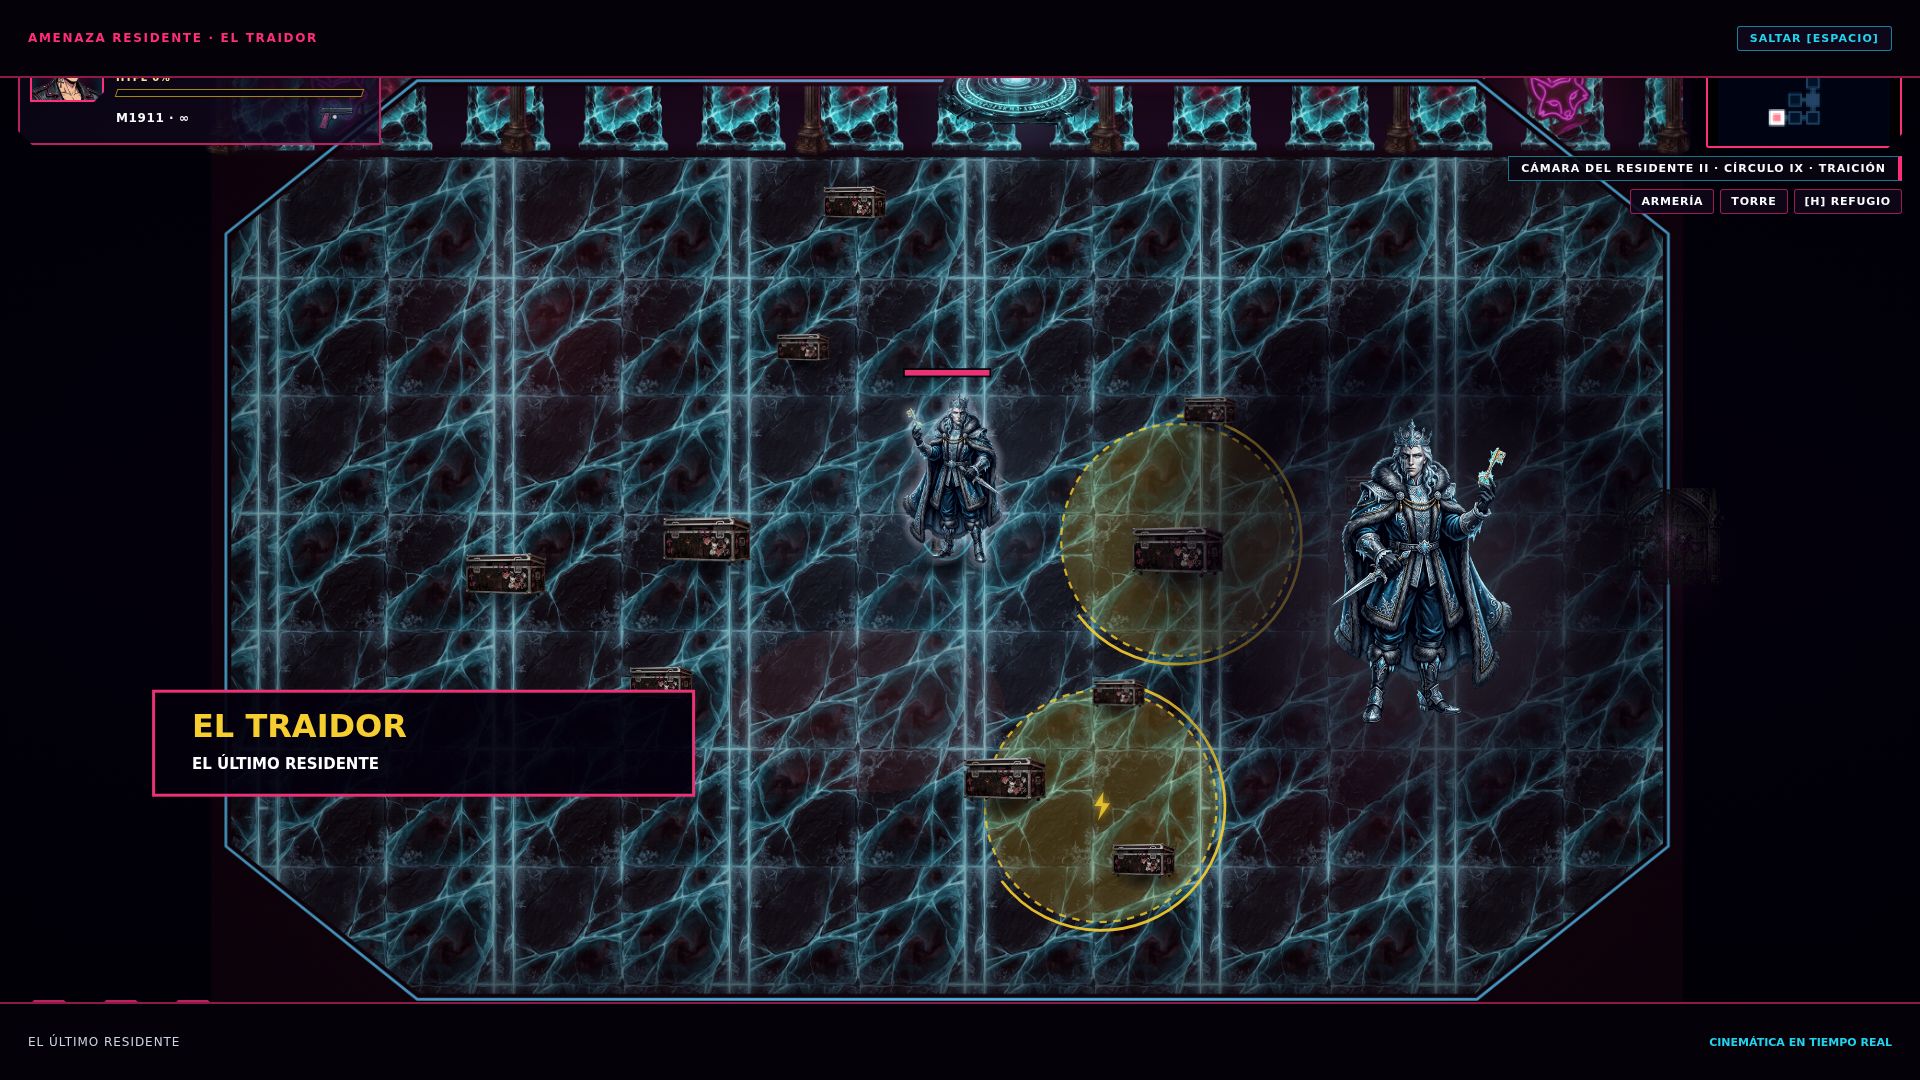 AMENAZA RESIDENTE · EL TRAIDOR
SALTAR [ESPACIO]
M1911 · ∞
CÁMARA DEL RESIDENTE II · CÍRCULO IX · TRAICIÓN
ARMERÍA
TORRE
[H] REFUGIO
EL TRAIDOR
EL ÚLTIMO RESIDENTE
EL ÚLTIMO RESIDENTE
CINEMÁTICA EN TIEMPO REAL